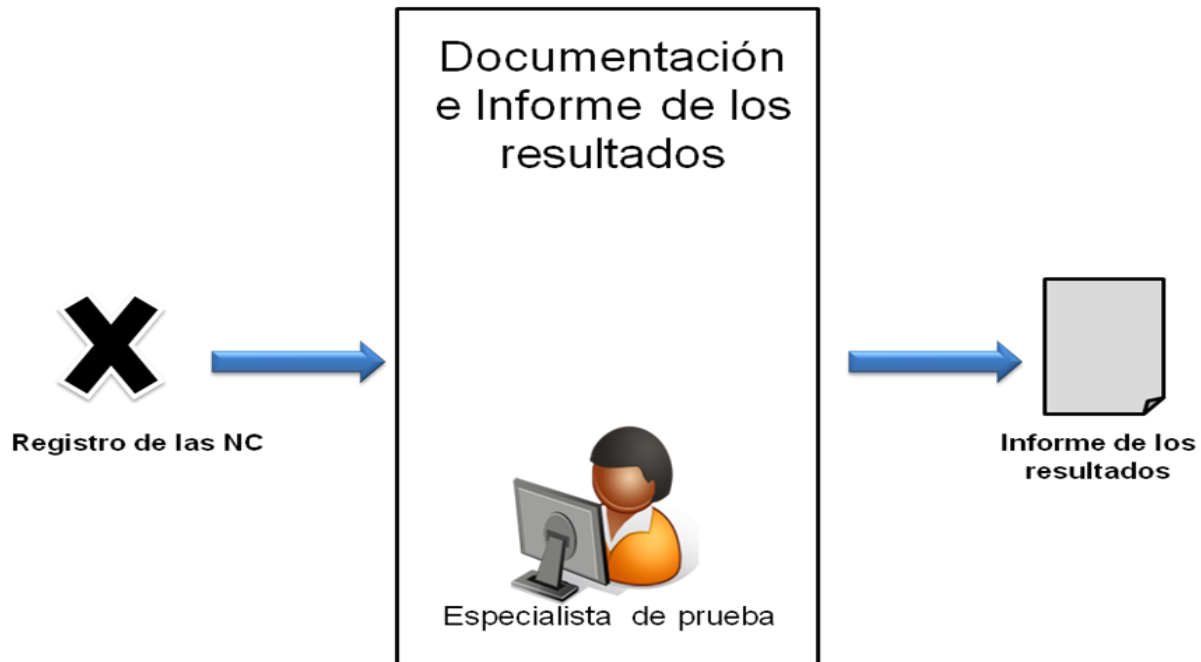 Documentación
e Informe de los
resultados
Registro de las NC
Informe de los
resultados
Especialista de prueba